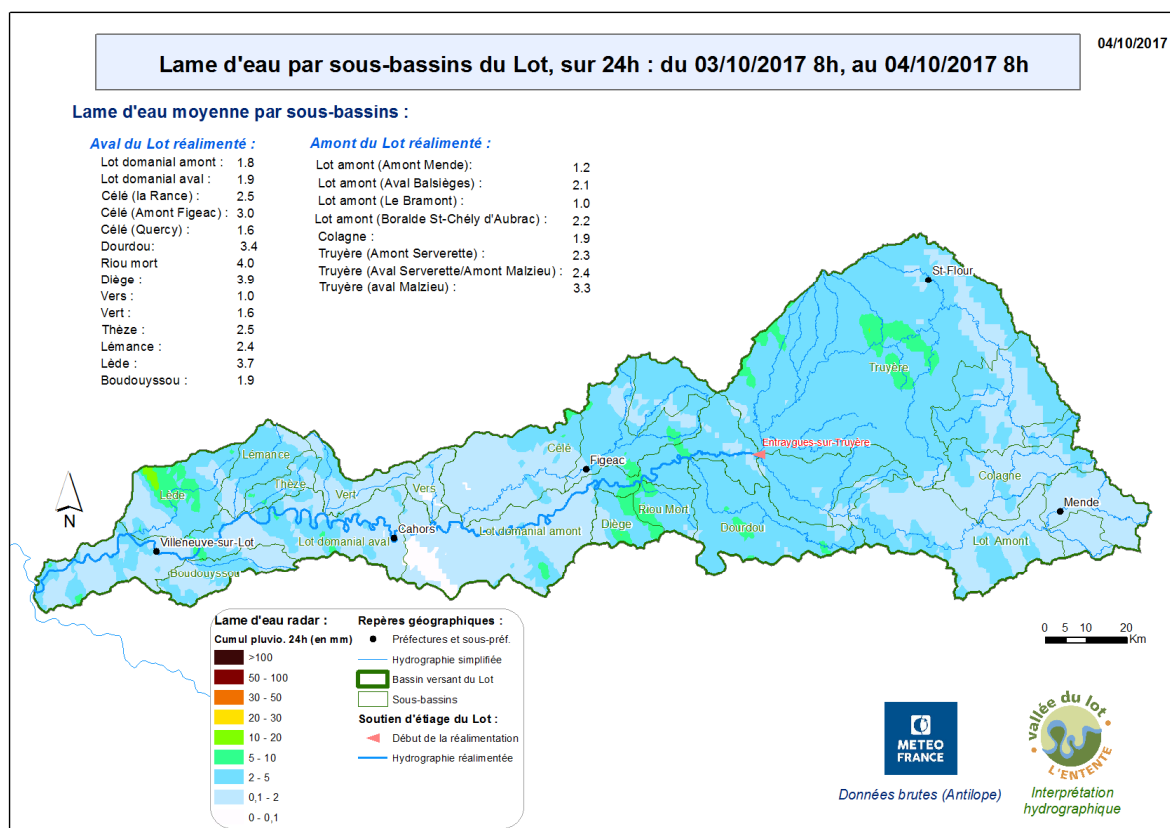 04/10/2017
Lame d'eau par sous-bassins du Lot, sur 24h : du 03/10/2017 8h, au 04/10/2017 8h
Lame d'eau moyenne par sous-bassins :
Aval du Lot réalimenté :
Lot domanial amont : 1.8
Lot domanial aval : 1.9
Célé (la Rance) : 2.5
Célé (Amont Figeac) : 3.0
Célé (Quercy) : 1.6
Dourdou: 3.4
Riou mort 4.0
Diège : 3.9
Vers : 1.0
Vert : 1.6
Thèze : 2.5
Lémance : 2.4
Lède : 3.7
Boudouyssou : 1.9
Amont du Lot réalimenté :
Lot amont (Amont Mende): 1.2
Lot amont (Aval Balsièges) : 2.1
Lot amont (Le Bramont) : 1.0
Lot amont (Boralde St-Chély d'Aubrac) : 2.2
Colagne : 1.9
Truyère (Amont Serverette) : 2.3
Truyère (Aval Serverette/Amont Malzieu) : 2.4
Truyère (aval Malzieu) : 3.3
St-Flour
Truyère
Entraygues-sur-Truyère
Célé
Figeac
Lémance
Thèze
Lède
Vert
Vers
Colagne
Mende
Riou Mort
Diège
Dourdou
Lot domanial amont
Cahors
Lot domanial aval
Lot Amont
Villeneuve-sur-Lot
Boudouyssou
N
Lame d'eau radar :
Cumul pluvio. 24h (en mm)
>100
50 - 100
30 - 50
20 - 30
10 - 20
5 - 10
2 - 5
0,1 - 2
0 - 0,1
Repères géographiques :
Préfectures et sous-préf.
Hydrographie simplifiée
Bassin versant du Lot
Sous-bassins
Soutien d'étiage du Lot :
Début de la réalimentation
Hydrographie réalimentée
0 5 10 20
Km
METEO
FRANCE
Données brutes (Antilope)
vallée du lot
L'ENTENTE
Interprétation
hydrographique